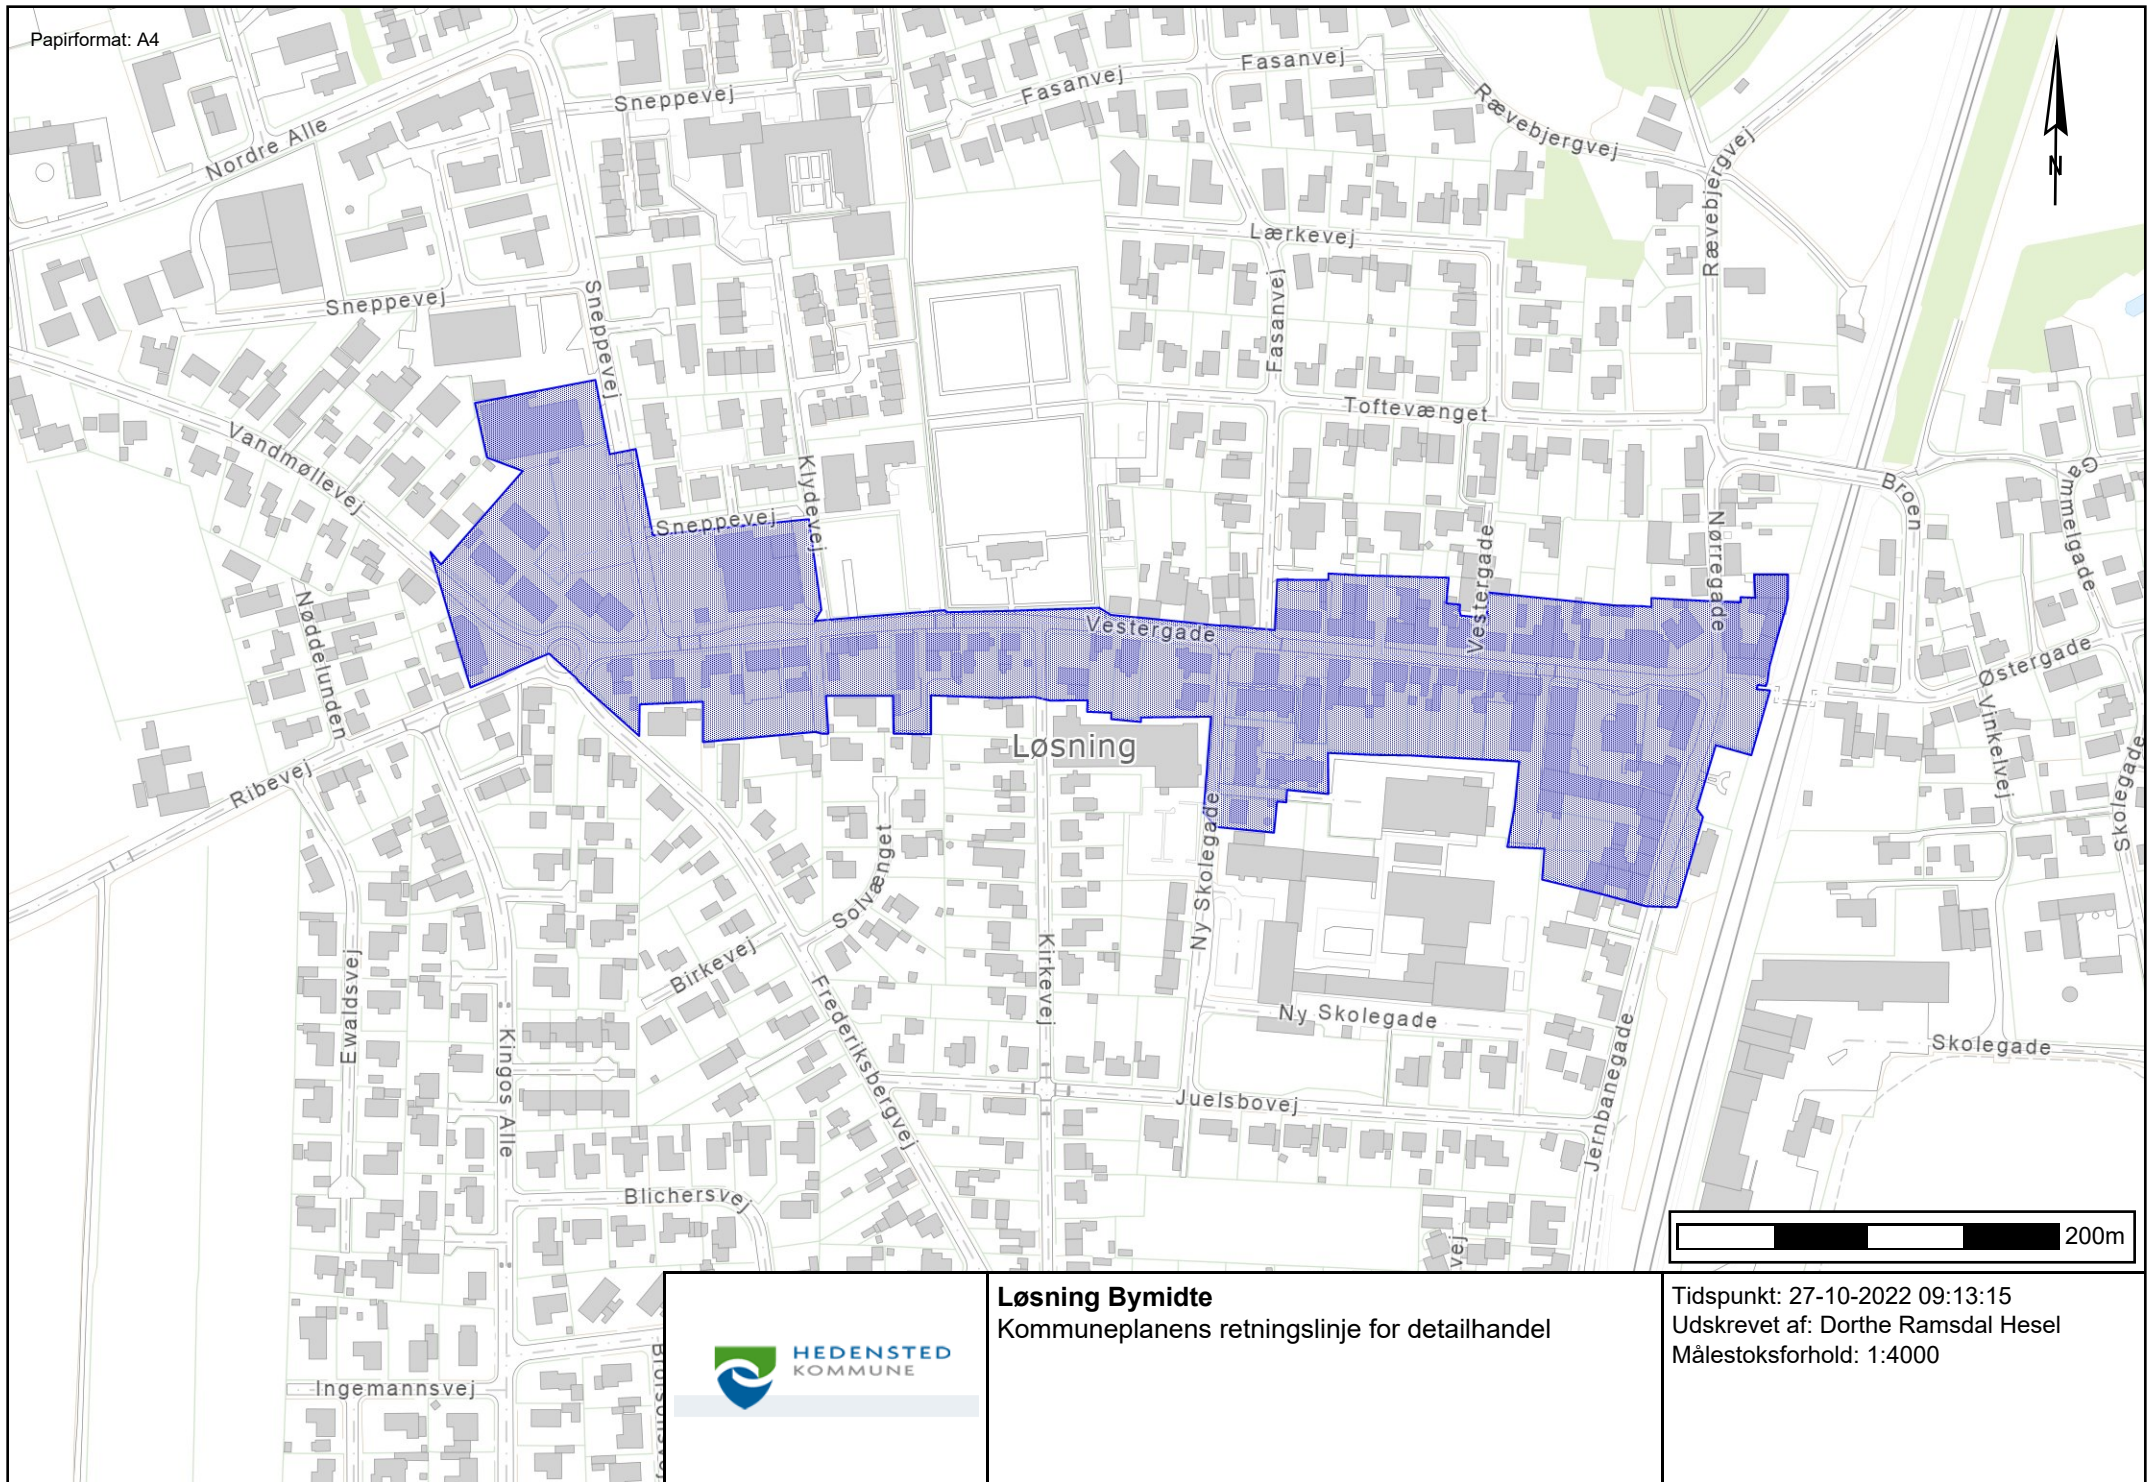 Papirformat: A4
Fasanvej
Fasanvej
Sneppevej
Rævebjergvej
Nordre Alle
Rævebjergvej
N
Lærkevej
Sneppevej
Sneppevej
Fasanvej
Toftevænget
Vandmøllevej
Klydevej
Sneppevej
Broen
Gammelgade
Vestergade
Nørregade
Nøddelunden
Vestergade
Østergade
Vinkelvej
Skolegade
Løsning
Ribevej
Solvænget
Ny Skolegade
Birkevej
Ewaldsvej
Kirkevej
Frederiksbergvej
Ny Skolegade
Kingos Alle
Jernbanegade
Skolegade
Juelsbovej
Blichersvej
vej
200m
Ingemannsvej
HEDENSTED
KOMMUNE
Løsning Bymidte
Kommuneplanens retningslinje for detailhandel
Tidspunkt: 27-10-2022 09:13:15
Udskrevet af: Dorthe Ramsdal Hesel
Målestoksforhold: 1:4000